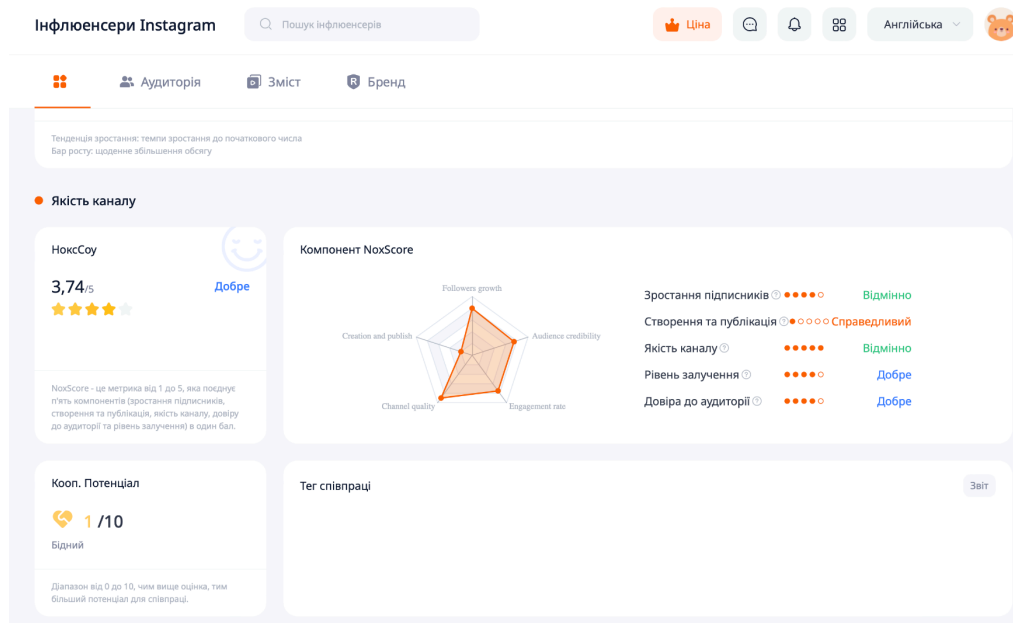 Інфлюенсери Instagram
Пошук інфлюенсерів
Ціна
Англійська
Аудиторія
Зміст
Бренд
Тенденція зростання: темпи зростання до початкового числа
Бар росту: щоденне збільшення обсягу
Якість каналу
НоксСоу
3,74/5
Добре
NoxScore - це метрика від 1 до 5, яка поєднує
п'ять компонентів (зростання підписників,
створення та публікація, якість каналу, довіру
до аудиторії та рівень залучення) в один бал.
Компонент NoxScore
Followers growth
Creation and publish
Audience credibility
Channel quality
Engagement rate
Зростання підписників ? Відмінно
Створення та публікація ? Справедливий
Якість каналу ? Відмінно
Рівень залучення ? Добре
Довіра до аудиторії ? Добре
Кооп. Потенціал
1 /10
Бідний
Діапазон від 0 до 10, чим вище оцінка, тим
більший потенціал для співпраці.
Тег співпраці
Звіт